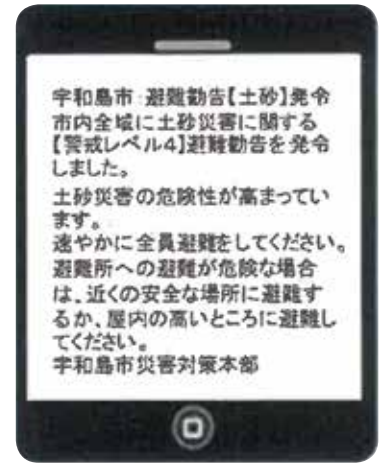 宇和島市：避難勧告【土砂】発令
市内全域に土砂災害に関する
【警戒レベル4】避難勧告を発令
しました。
土砂災害の危険性が高まってい
ます。
速やかに全員避難をしてください。
避難所への避難が危険な場合
は、近くの安全な場所に避難す
るか、屋内の高いところに避難し
てください。
宇和島市災害対策本部